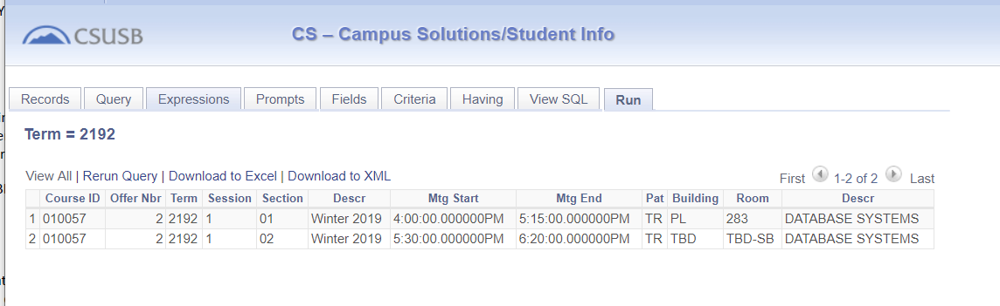 CSUSB
CS – Campus Solutions/Student Info
Records Query Expressions Prompts Fields Criteria Having View SQL Run
Term = 2192
View All | Rerun Query | Download to Excel | Download to XML First 1-2 of 2 Last
Course ID Offer Nbr Term Session Section Descr Mtg Start Mtg End Pat Building Room Descr
1 010057 2 2192 1 01 Winter 2019 4:00:00.000000PM 5:15:00.000000PM TR PL 283 DATABASE SYSTEMS
2 010057 2 2192 1 02 Winter 2019 5:30:00.000000PM 6:20:00.000000PM TR TBD TBD-SB DATABASE SYSTEMS